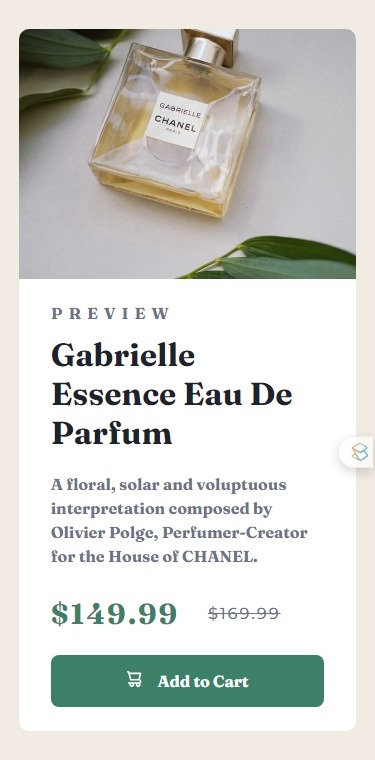 GABRIELLE
CHANEL
PARIS
PREVIEW
Gabrielle
Essence Eau De
Parfum
A floral, solar and voluptuous
interpretation composed by
Olivier Polge, Perfumer-Creator
for the House of CHANEL.
$149.99 $169.99
Add to Cart